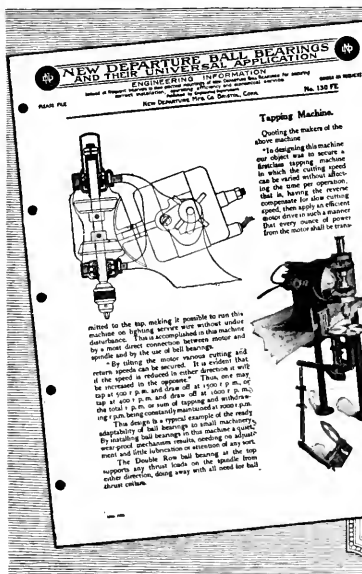 NEW DEPARTURE BALL BEARINGS
AND THEIR UNIVERSAL APPLICATION
ENGINEERING INFORMATION
PLEASE FILE
NEW DEPARTURE MFG. CO. BRISTOL, CONN.
No. 130 FE
Tapping Machine.
Quoting the makers of the
above machine
"In designing this machine
our object was to secure a
firstclass tapping machine
in which the cutting speed
can be varied without affect-
ing the time per operation,
that is, having the reverse
compensate for slow cutting
speed, then apply an efficient
motor drive in such a manner
that every ounce of power
from the motor shall be trans-
mitted to the tap, making it possible to run this
machine on lighting service wire without undue
disturbance. This is accomplished in this machine
by a most direct connection between motor and
spindle and by the use of ball bearings.
"By tilting the motor various cutting and
return speeds can be secured. It is evident that
if the speed is reduced in either direction it will
be increased in the opposite." Thus, one may
tap at 500 r.p.m. and draw off at 1500 r.p.m. or
tap at 400 r.p.m. and draw off at 1600 r.p.m.,
the total r.p.m. or sum of tapping and withdraw-
ing r.p.m. being constantly maintained at 2000 r.p.m.
This design is a typical example of the ready
adaptability of ball bearings to small machinery.
By installing ball bearings in this machine a quiet,
wear-proof mechanism results, needing no adjust-
ment and little lubrication or attention of any sort.
The Double Row ball bearing at the top
supports any thrust loads on the spindle from
either direction, doing away with all need for ball
thrust collars.